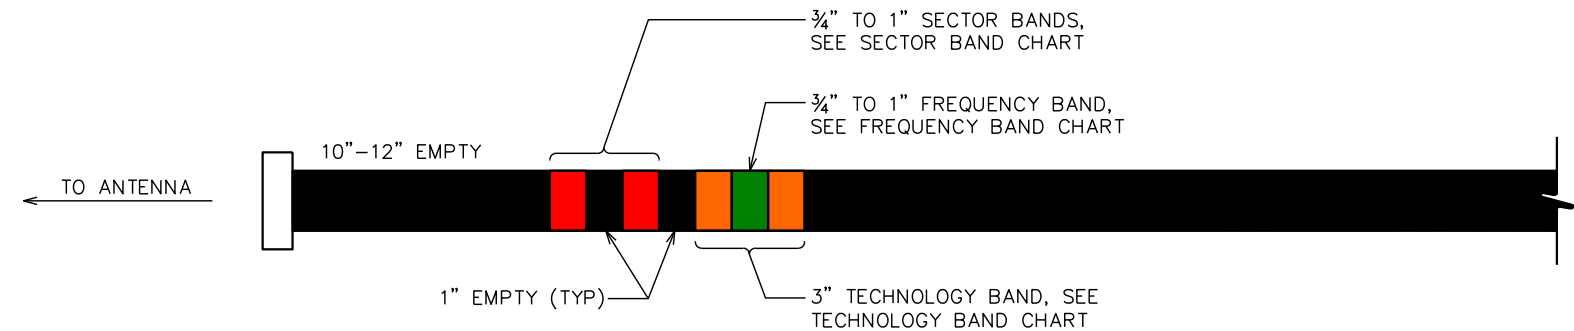 ¾” TO 1” SECTOR BANDS,
SEE SECTOR BAND CHART
¾” TO 1” FREQUENCY BAND,
SEE FREQUENCY BAND CHART
10”–12” EMPTY
TO ANTENNA
1” EMPTY (TYP)
3” TECHNOLOGY BAND, SEE
TECHNOLOGY BAND CHART